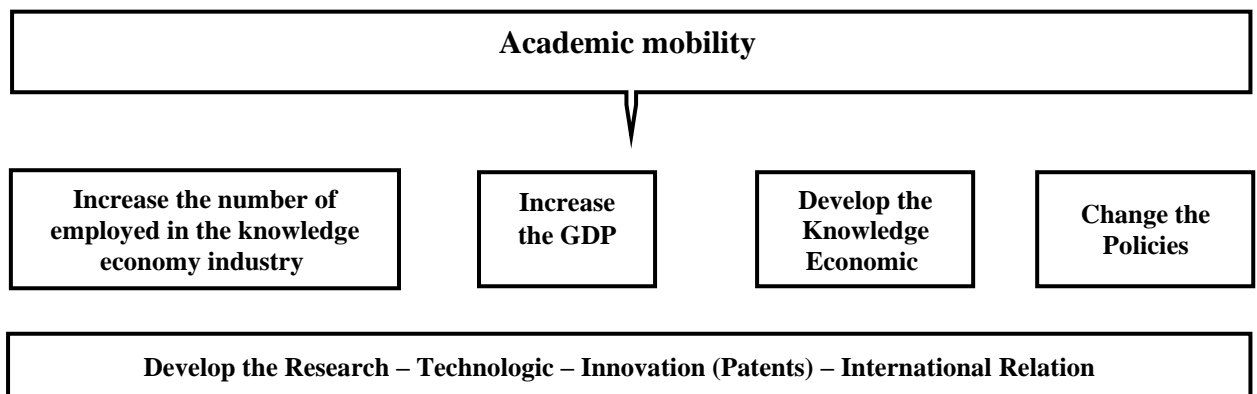 Academic mobility
Increase the number of
employed in the knowledge
economy industry
Increase
the GDP
Develop the
Knowledge
Economic
Change the
Policies
Develop the Research – Technologic – Innovation (Patents) – International Relation